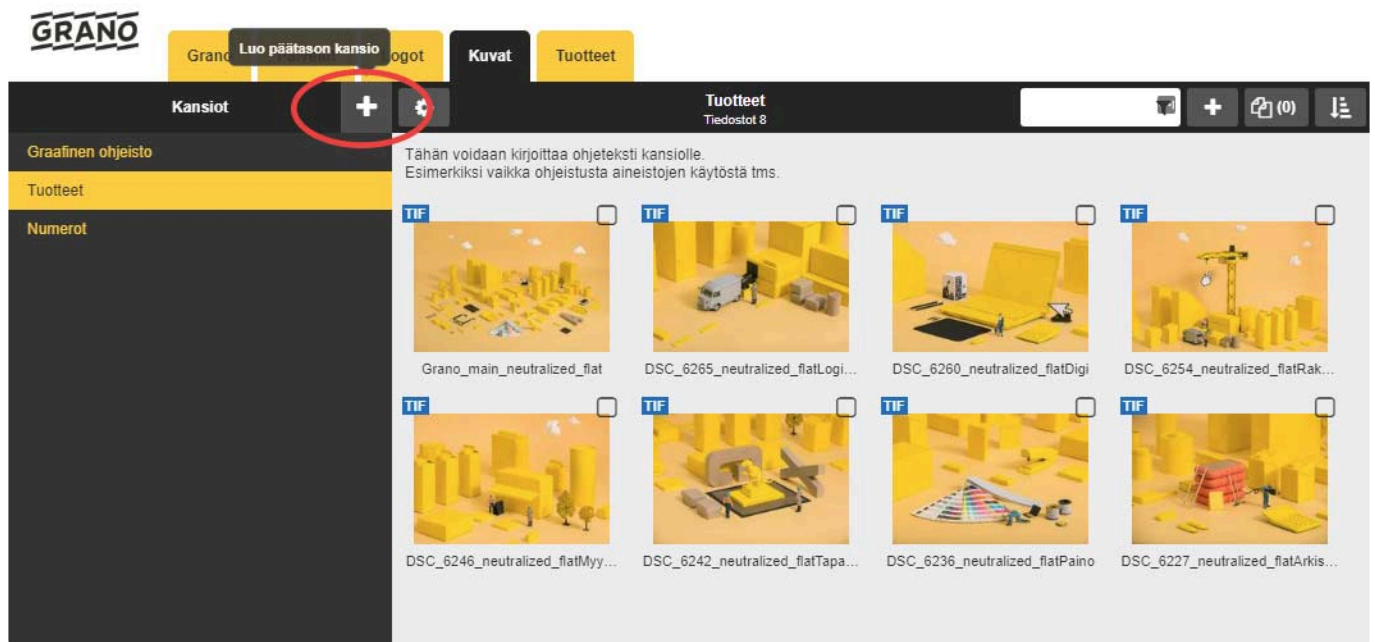 GRANO
Luo päätason kansio
Kuvat
Tuotteet
Kansiot
Tuotteet
Tiedostot 8
(0)
Graafinen ohjeisto
Tuotteet
Numerot
Tähän voidaan kirjoittaa ohjeteksti kansiolle.
Esimerkiksi vaikka ohjeistusta aineistojen käytöstä tms.
TIF
TIF
TIF
TIF
Grano_main_neutralized_flat
DSC_6265_neutralized_flatLogi...
DSC_6260_neutralized_flatDigi
DSC_6254_neutralized_flatRak...
TIF
TIF
TIF
TIF
DSC_6246_neutralized_flatMyy...
DSC_6242_neutralized_flatTapa...
DSC_6236_neutralized_flatPaino
DSC_6227_neutralized_flatArkis...